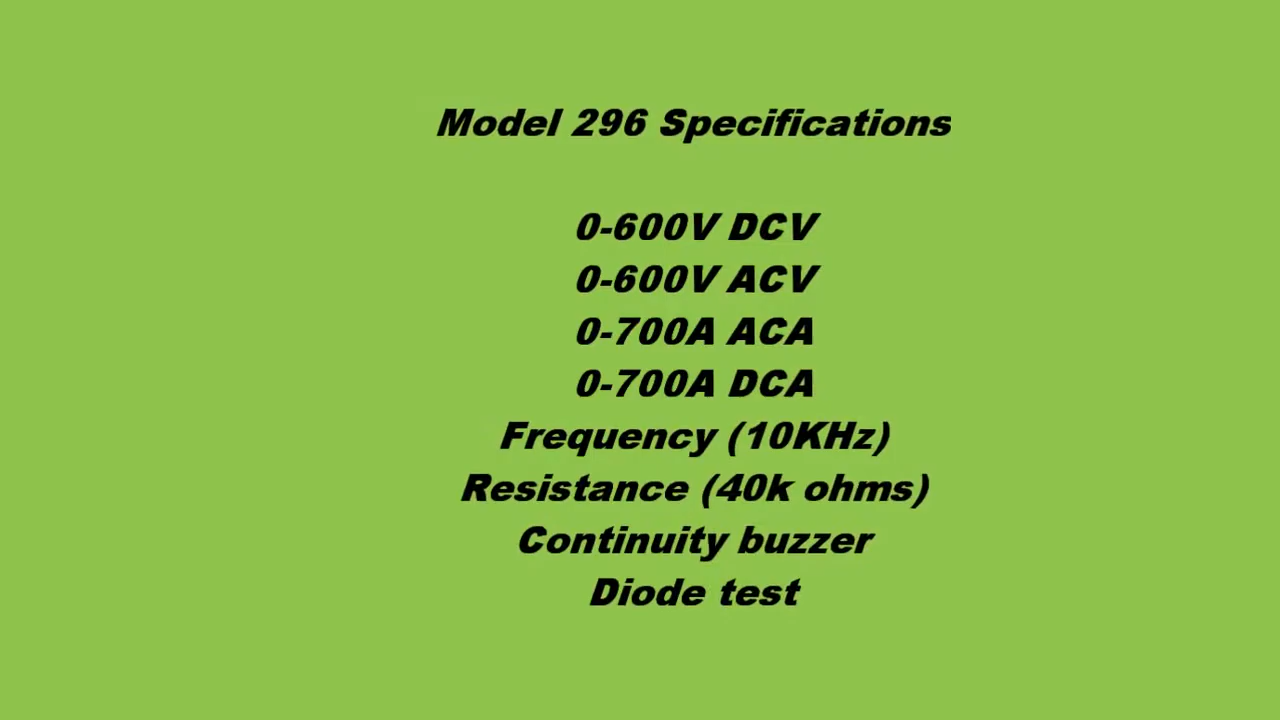 Model 296 Specifications
0-600V DCV
0-600V ACV
0-700A ACA
0-700A DCA
Frequency (10KHz)
Resistance (40k ohms)
Continuity buzzer
Diode test